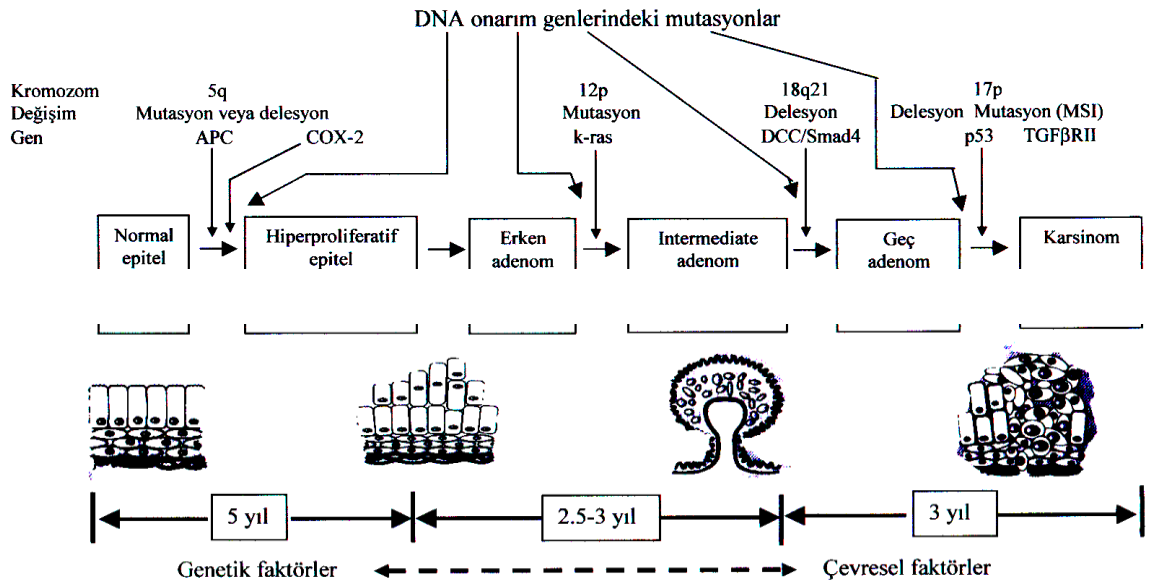 DNA onarım genlerindeki mutasyonlar
Kromozom 5q 12p 18q21 17p
Değişim Mutasyon veya delesyon Mutasyon Delesyon Delesyon Mutasyon (MSI)
Gen APC COX-2 k-ras DCC/Smad4 p53 TGFβRII
Normal Hiperproliferatif Erken Intermediate Geç Karsinom
epitel epitel adenom adenom adenom
5 yıl 2.5-3 yıl 3 yıl
Genetik faktörler Çevresel faktörler